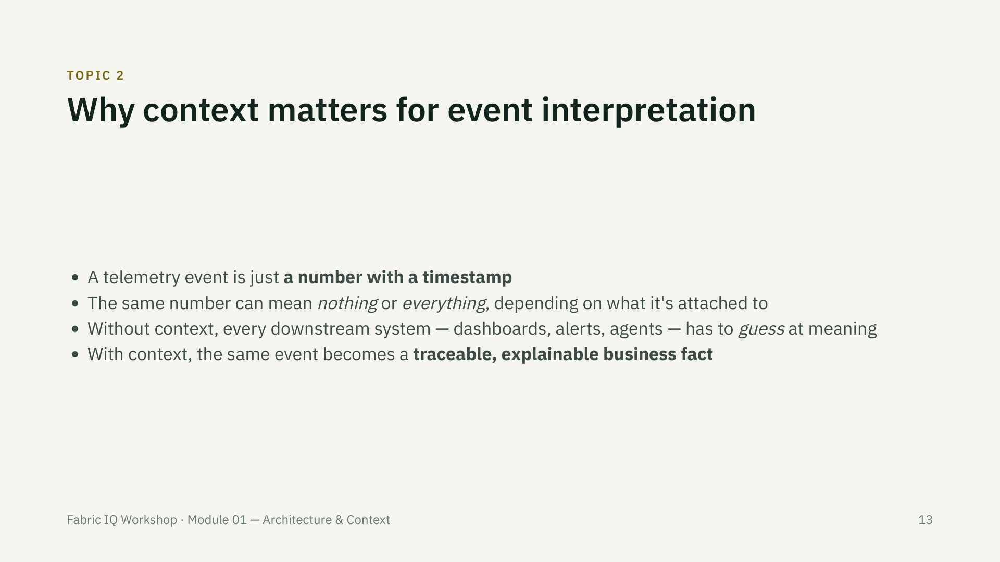 TOPIC 2
Why context matters for event interpretation
• A telemetry event is just a number with a timestamp
• The same number can mean nothing or everything, depending on what it's attached to
• Without context, every downstream system — dashboards, alerts, agents — has to guess at meaning
• With context, the same event becomes a traceable, explainable business fact
Fabric IQ Workshop · Module 01 — Architecture & Context
13